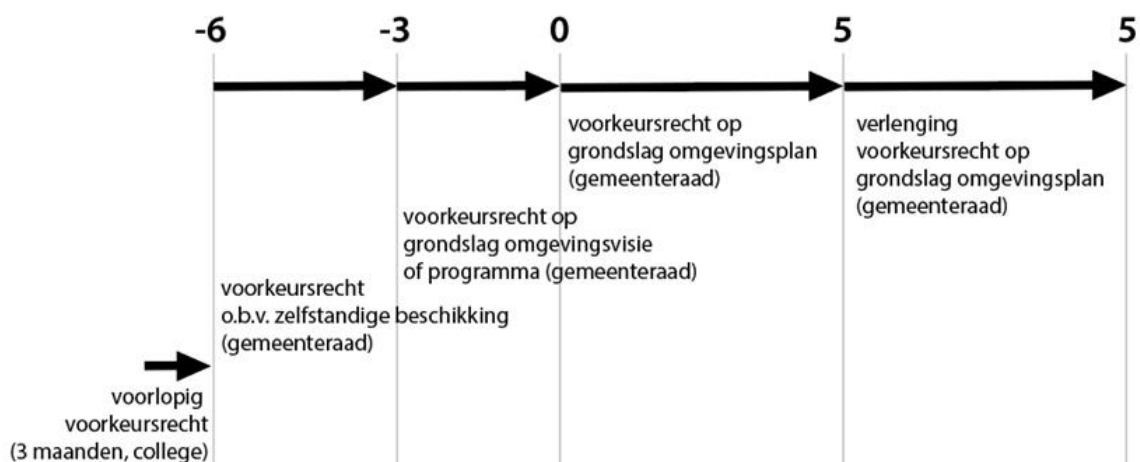 -6 -3 0 5 5
voorkeursrecht op
grondslag omgevingsplan
(gemeenteraad)
verlenging
voorkeursrecht op
grondslag omgevingsplan
(gemeenteraad)
voorkeursrecht op
grondslag omgevingsvisie
of programma (gemeenteraad)
voorkeursrecht
o.b.v. zelfstandige beschikking
(gemeenteraad)
voorlopig
voorkeursrecht
(3 maanden, college)